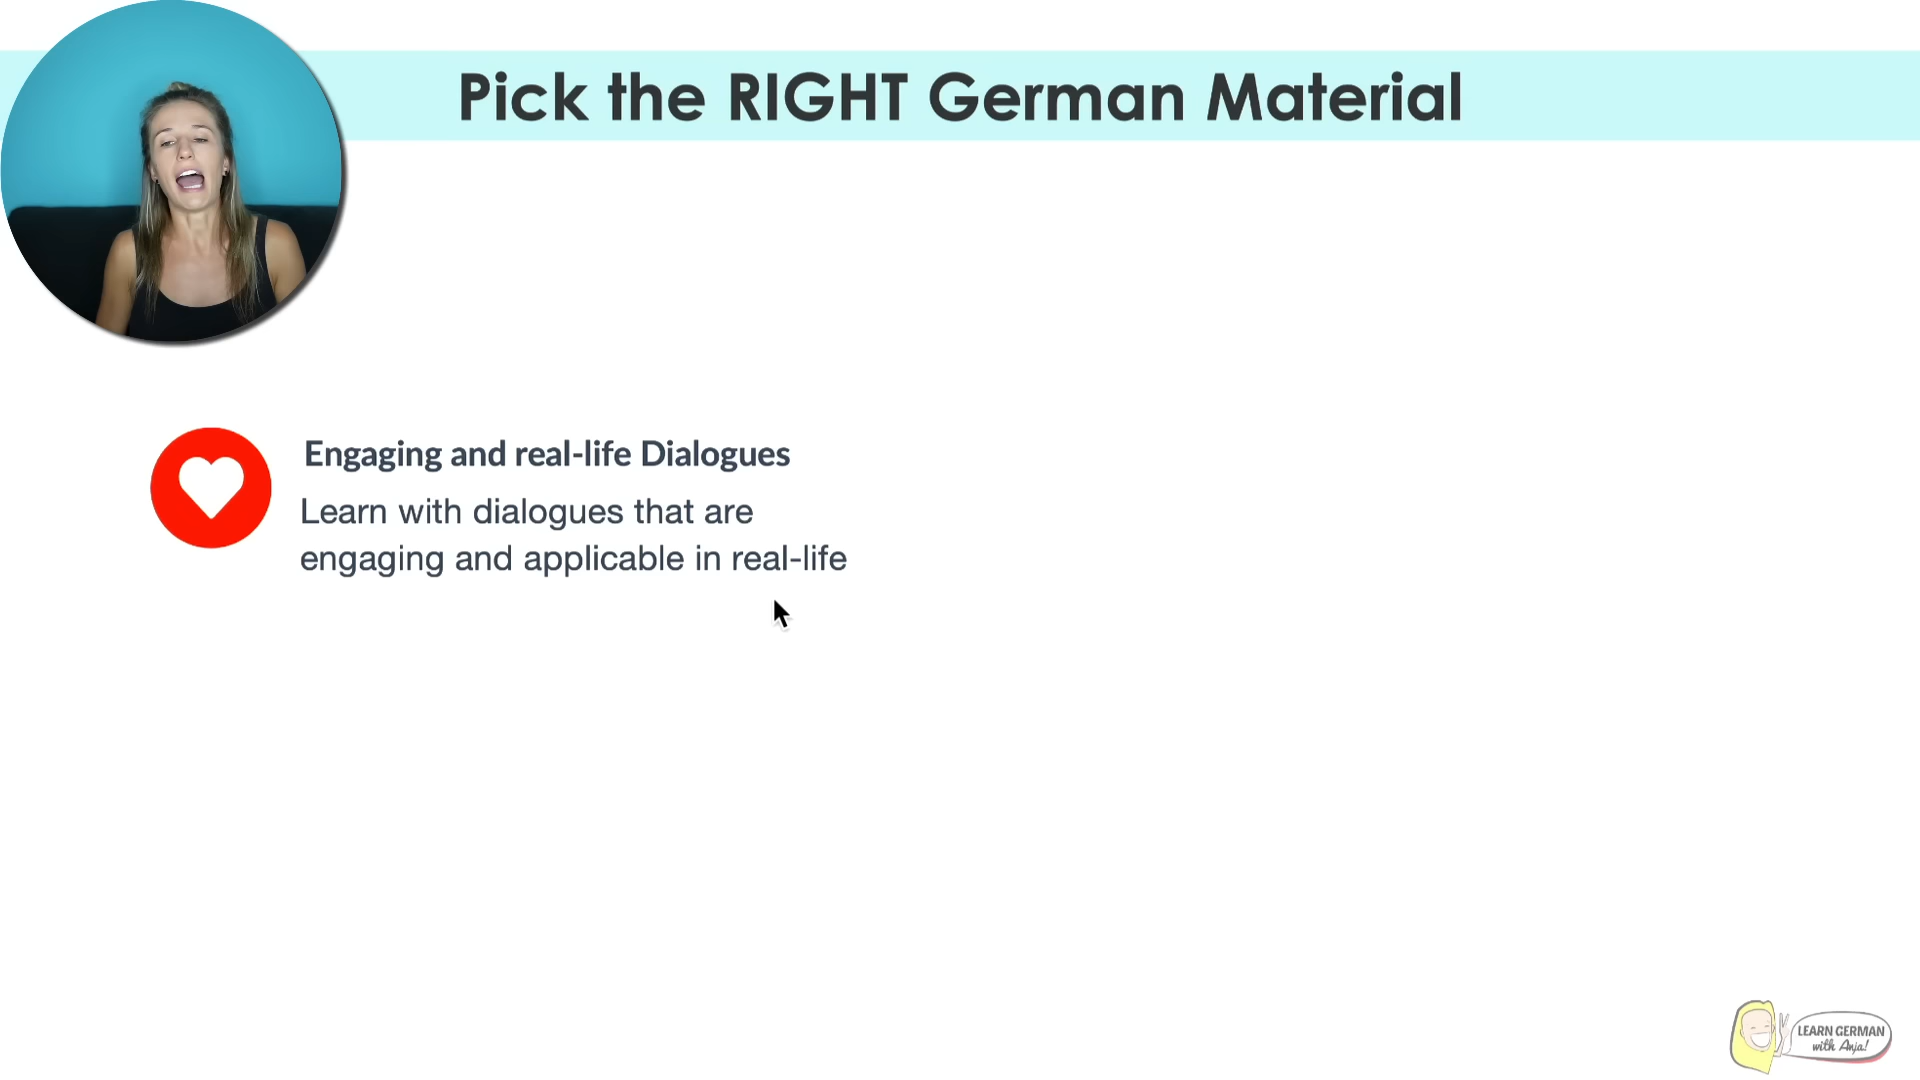 Pick the RIGHT German Material
Engaging and real-life Dialogues
Learn with dialogues that are
engaging and applicable in real-life
LEARN GERMAN
with Anja!